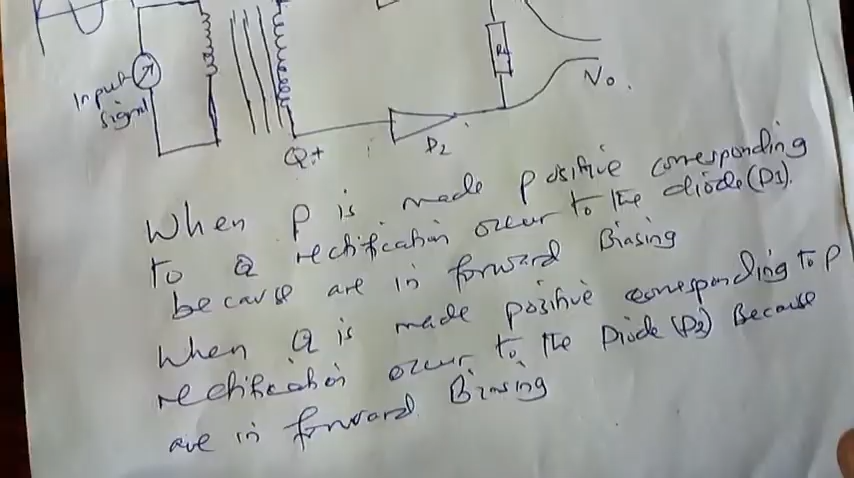 Input
signal
R
Vo.
Q+
D2
When P is made positive corresponding
to Q rectification occur to the diode (D1).
because are in forward Biasing
When Q is made positive corresponding to P
rectification occur to the Diode (D2) Because
are in forward Biasing